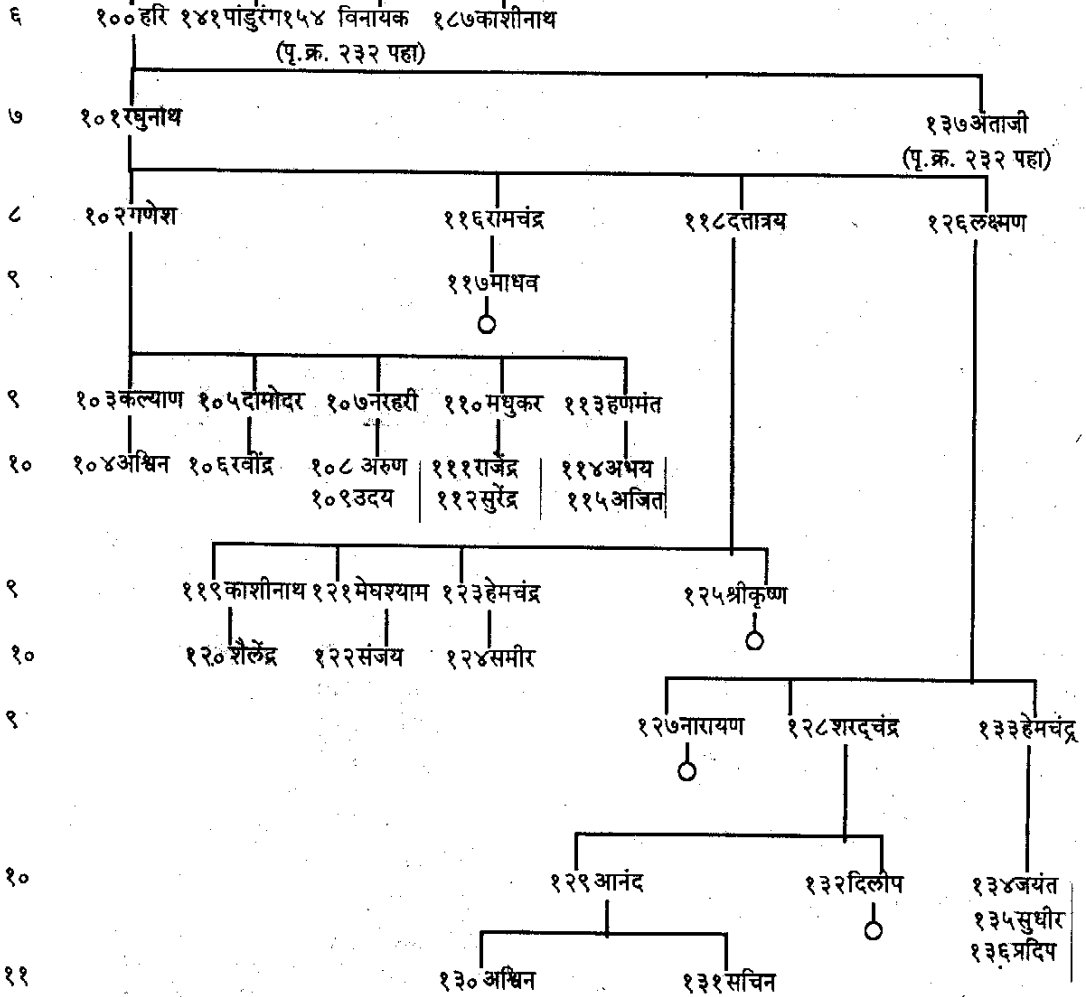 ६ १००हरि १४१पांडुरंग१५४ विनायक १८७काशीनाथ
(पृ.क्र. २३२ पहा)
७ १०१रघुनाथ १३७अंताजी
(पृ.क्र. २३२ पहा)
८ १०२गणेश ११६रामचंद्र ११८दत्तात्रय १२६लक्ष्मण
९ ११७माधव
९ १०३कल्याण १०५दामोदर १०७नरहरी ११०मधुकर ११३हणमंत
१० १०४अश्विन १०६रवींद्र १०८ अरुण १११राजेंद्र ११४अभय
१०९उदय ११२सुरेंद्र ११५अजित
९ ११९काशीनाथ १२१मेघश्याम १२३हेमचंद्र १२५श्रीकृष्ण
१० १२०शैलेंद्र १२२संजय १२४समीर
९ १२७नारायण १२८शरद्चंद्र १३३हेमचंद्र
१० १२९आनंद १३२दिलीप १३४जयंत
१३५सुधीर
१३६प्रदिप
११ १३०अश्विन १३१सचिन